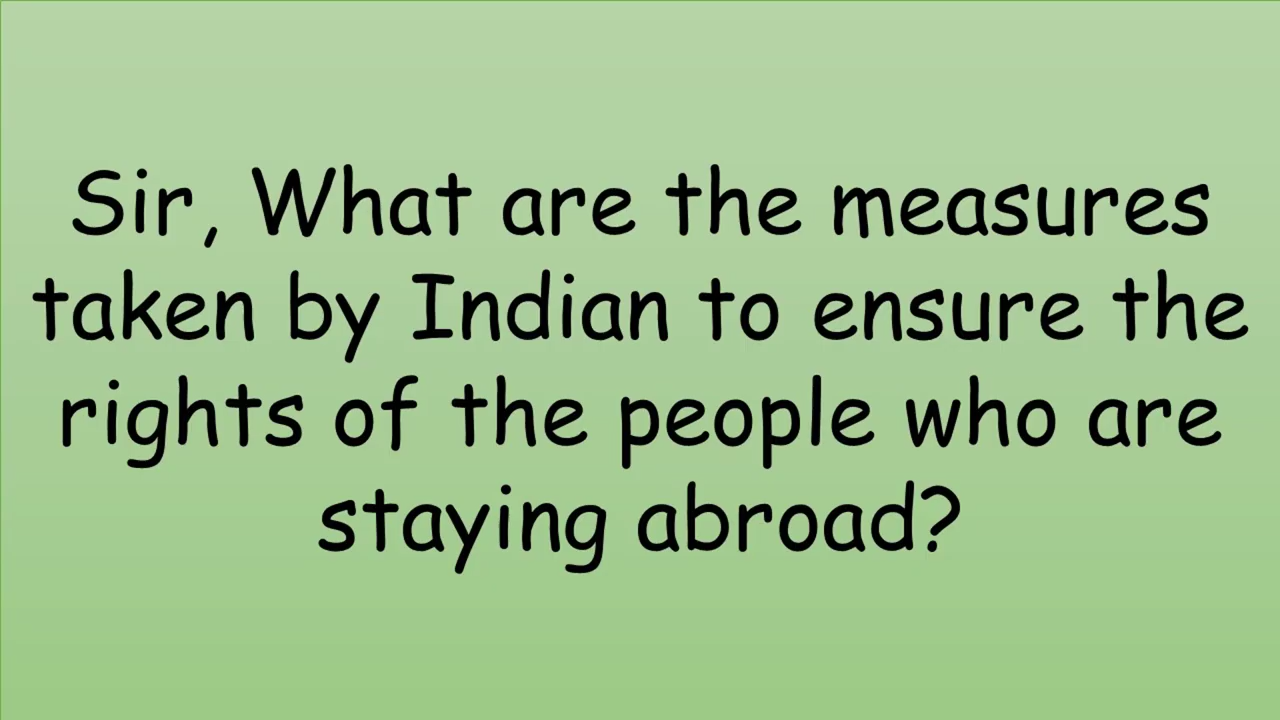 Sir, What are the measures
taken by Indian to ensure the
rights of the people who are
staying abroad?